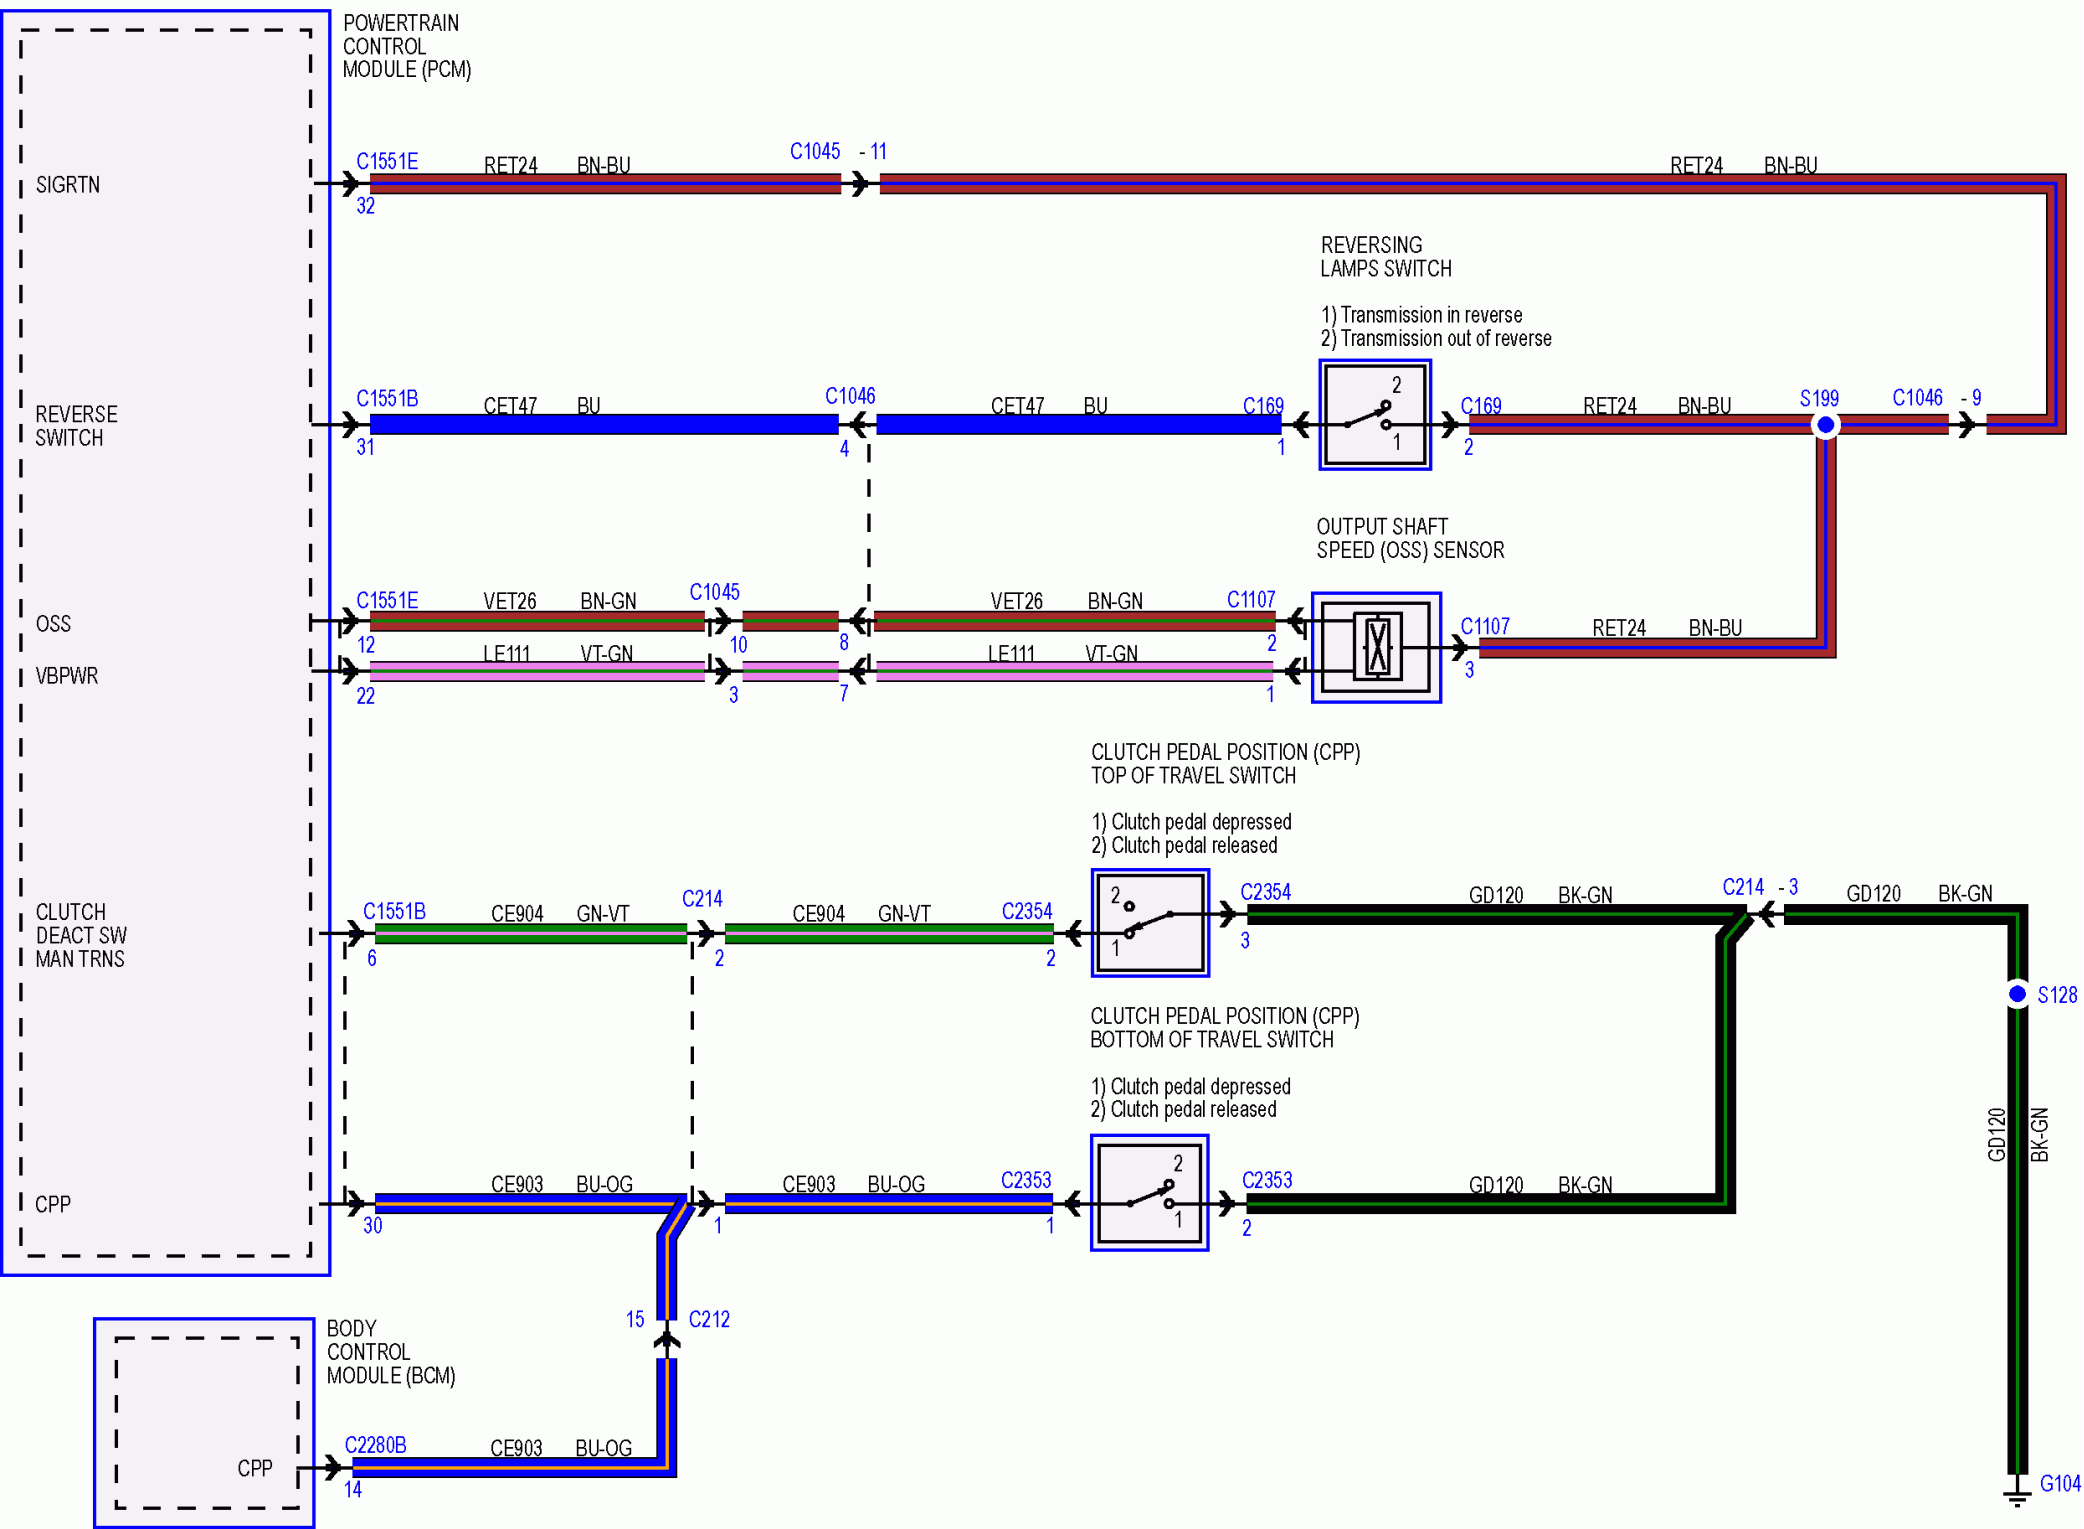 POWERTRAIN
CONTROL
MODULE (PCM)
C1551E
RET24 BN-BU
C1045 - 11
RET24 BN-BU
SIGRTN
32
REVERSING
LAMPS SWITCH
1) Transmission in reverse
2) Transmission out of reverse
REVERSE
SWITCH
C1551B
CET47 BU
C1046
CET47 BU
C169
2
1
C169
RET24 BN-BU
S199
C1046 - 9
31
4
1
2
OUTPUT SHAFT
SPEED (OSS) SENSOR
OSS
C1551E
VET26 BN-GN
C1045
VET26 BN-GN
C1107
C1107
RET24 BN-BU
12
10
8
2
3
VBPWR
LE111 VT-GN
LE111 VT-GN
22
3
7
1
CLUTCH PEDAL POSITION (CPP)
TOP OF TRAVEL SWITCH
1) Clutch pedal depressed
2) Clutch pedal released
CLUTCH
DEACT SW
MAN TRNS
C1551B
CE904 GN-VT
C214
CE904 GN-VT
C2354
2
1
C2354
GD120 BK-GN
C214 - 3
GD120 BK-GN
6
2
2
3
S128
CLUTCH PEDAL POSITION (CPP)
BOTTOM OF TRAVEL SWITCH
1) Clutch pedal depressed
2) Clutch pedal released
GD120
BK-GN
CPP
CE903 BU-OG
CE903 BU-OG
C2353
2
1
C2353
GD120 BK-GN
30
1
1
2
15 C212
BODY
CONTROL
MODULE (BCM)
C2280B
CE903 BU-OG
CPP
14
G104